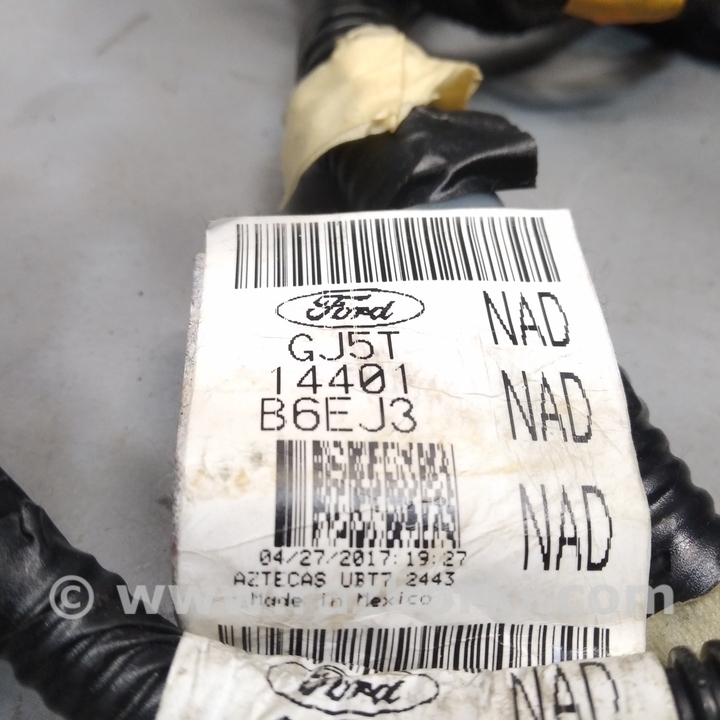 Ford NAD
GJ5T
14401 NAD
B6EJ3
NAD
04/27/2017:19:27
AZTECAS UBT7 2443
Made in Mexico
Ford NAD